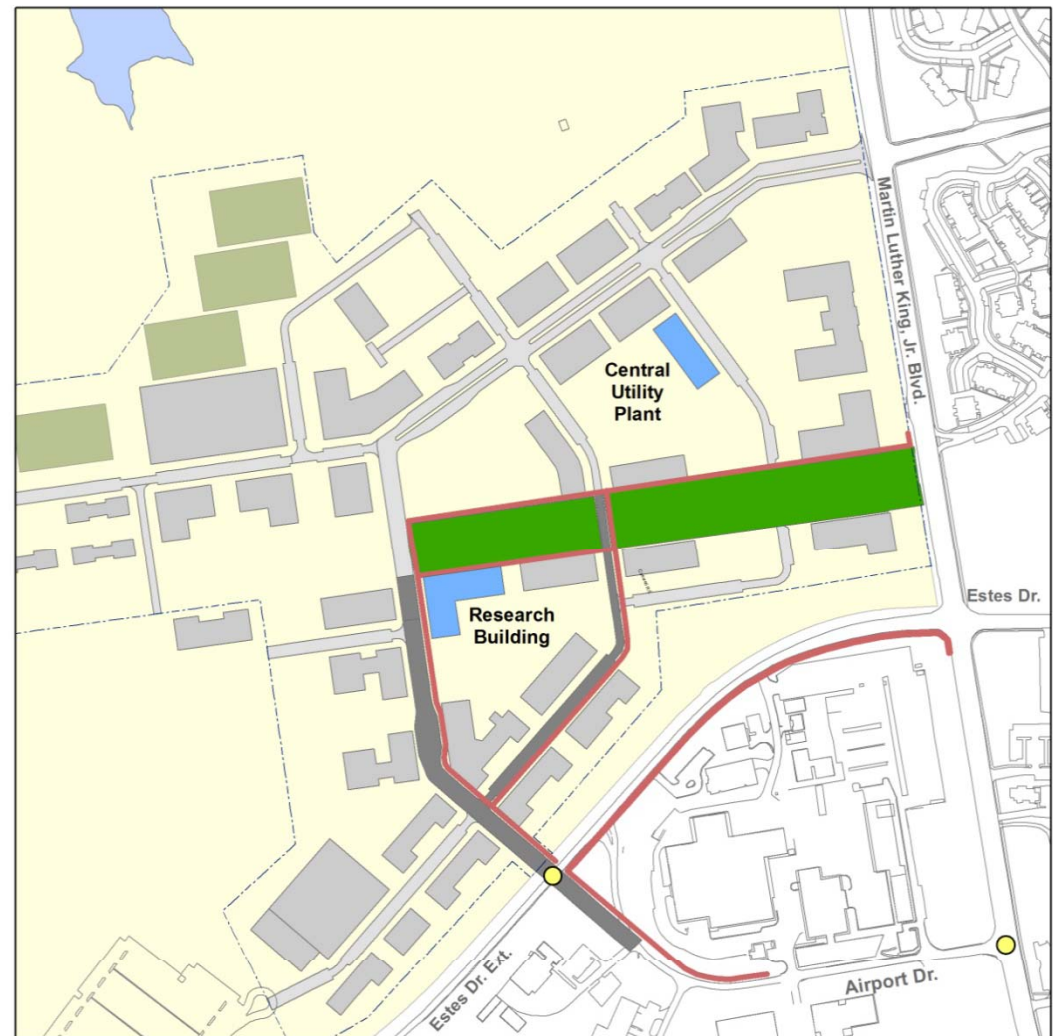 Martin Luther King, Jr. Blvd.
Central
Utility
Plant
Estes Dr.
Research
Building
Estes Dr. Ext.
Airport Dr.